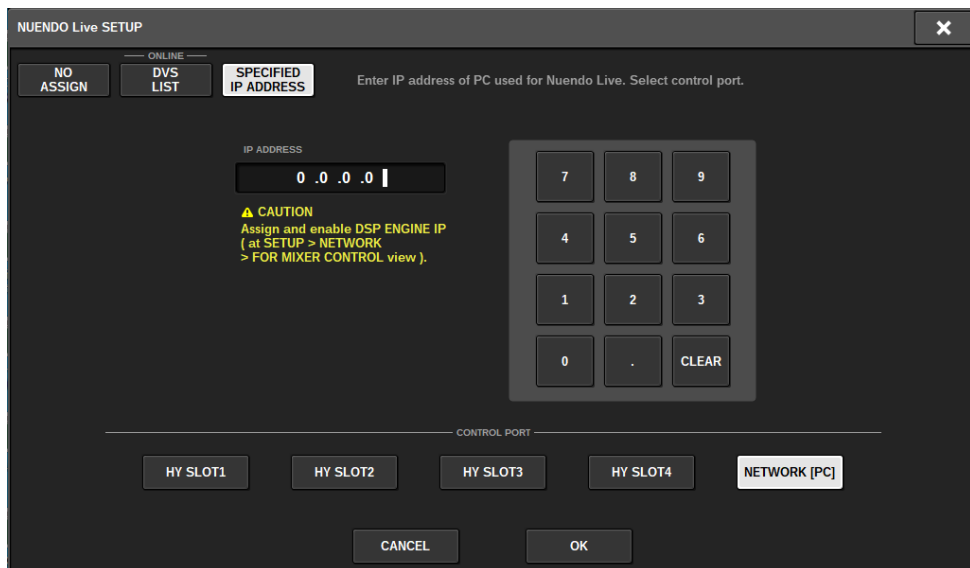 NUENDO Live SETUP
ONLINE
NO
ASSIGN
DVS
LIST
SPECIFIED
IP ADDRESS
Enter IP address of PC used for Nuendo Live. Select control port.
IP ADDRESS
0 .0 .0 .0
CAUTION
Assign and enable DSP ENGINE IP
( at SETUP > NETWORK
> FOR MIXER CONTROL view ).
7 8 9
4 5 6
1 2 3
0 . CLEAR
CONTROL PORT
HY SLOT1 HY SLOT2 HY SLOT3 HY SLOT4 NETWORK [PC]
CANCEL OK